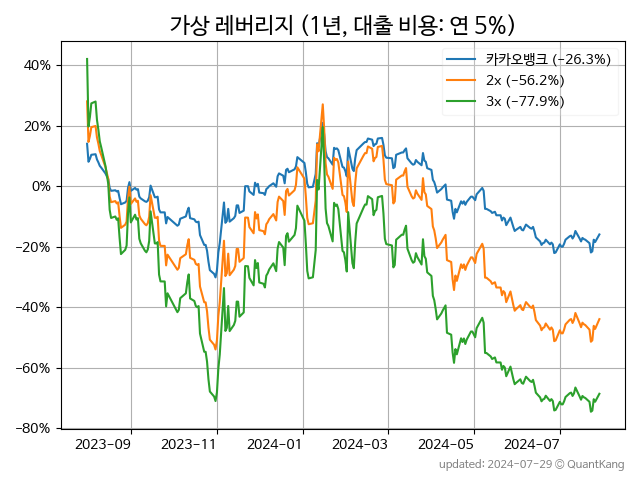 가상 레버리지 (1년, 대출 비용: 연 5%)
카카오뱅크 (−26.3%)
2x (−56.2%)
3x (−77.9%)
40%
20%
0%
−20%
−40%
−60%
−80%
2023-09 2023-11 2024-01 2024-03 2024-05 2024-07
updated: 2024-07-29 © QuantKang